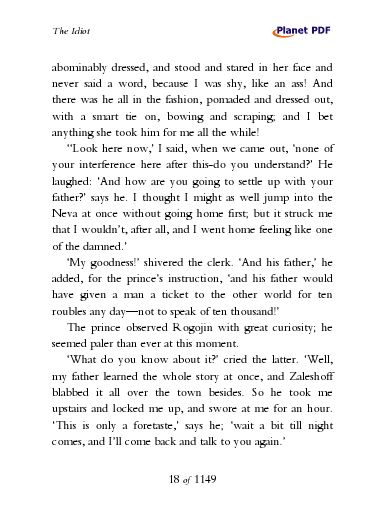 The Idiot
Planet PDF
abominably dressed, and stood and stared in her face and
never said a word, because I was shy, like an ass! And
there was he all in the fashion, pomaded and dressed out,
with a smart tie on, bowing and scraping; and I bet
anything she took him for me all the while!
‘‘Look here now,’ I said, when we came out, ‘none of
your interference here after this-do you understand?’ He
laughed: ‘And how are you going to settle up with your
father?’ says he. I thought I might as well jump into the
Neva at once without going home first; but it struck me
that I wouldn’t, after all, and I went home feeling like one
of the damned.’
‘My goodness!’ shivered the clerk. ‘And his father,’ he
added, for the prince’s instruction, ‘and his father would
have given a man a ticket to the other world for ten
roubles any day—not to speak of ten thousand!’
The prince observed Rogojin with great curiosity; he
seemed paler than ever at this moment.
‘What do you know about it?’ cried the latter. ‘Well,
my father learned the whole story at once, and Zaleshoff
blabbed it all over the town besides. So he took me
upstairs and locked me up, and swore at me for an hour.
‘This is only a foretaste,’ says he; ‘wait a bit till night
comes, and I’ll come back and talk to you again.’
18 of 1149